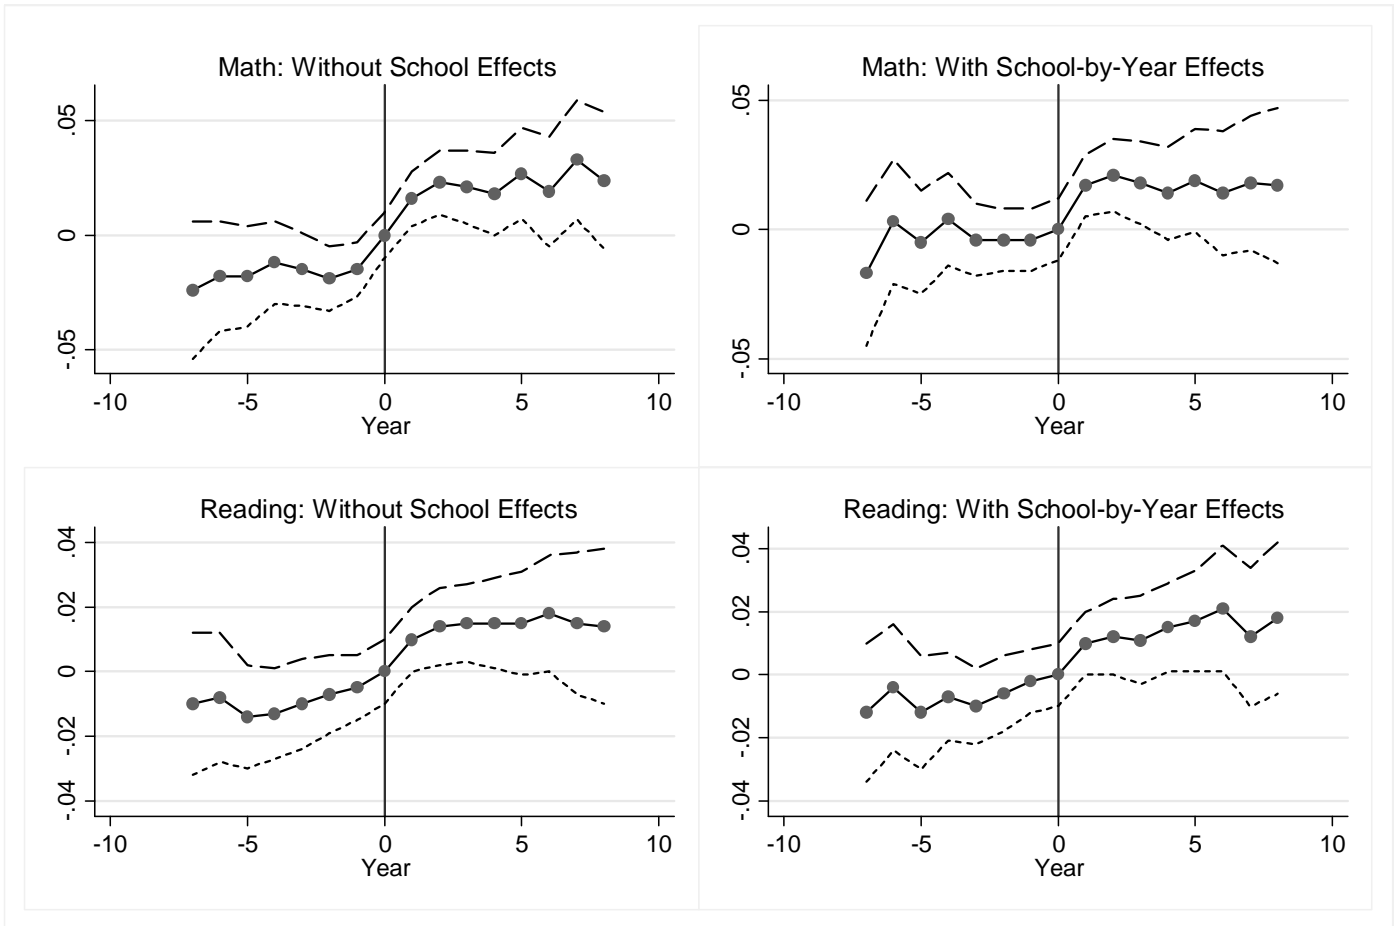 Math: Without School Effects
.05
0
-.05
-10 -5 0 5 10
Year
Math: With School-by-Year Effects
.05
0
-.05
-10 -5 0 5 10
Year
Reading: Without School Effects
.04
.02
0
-.02
-.04
-10 -5 0 5 10
Year
Reading: With School-by-Year Effects
.04
.02
0
-.02
-.04
-10 -5 0 5 10
Year